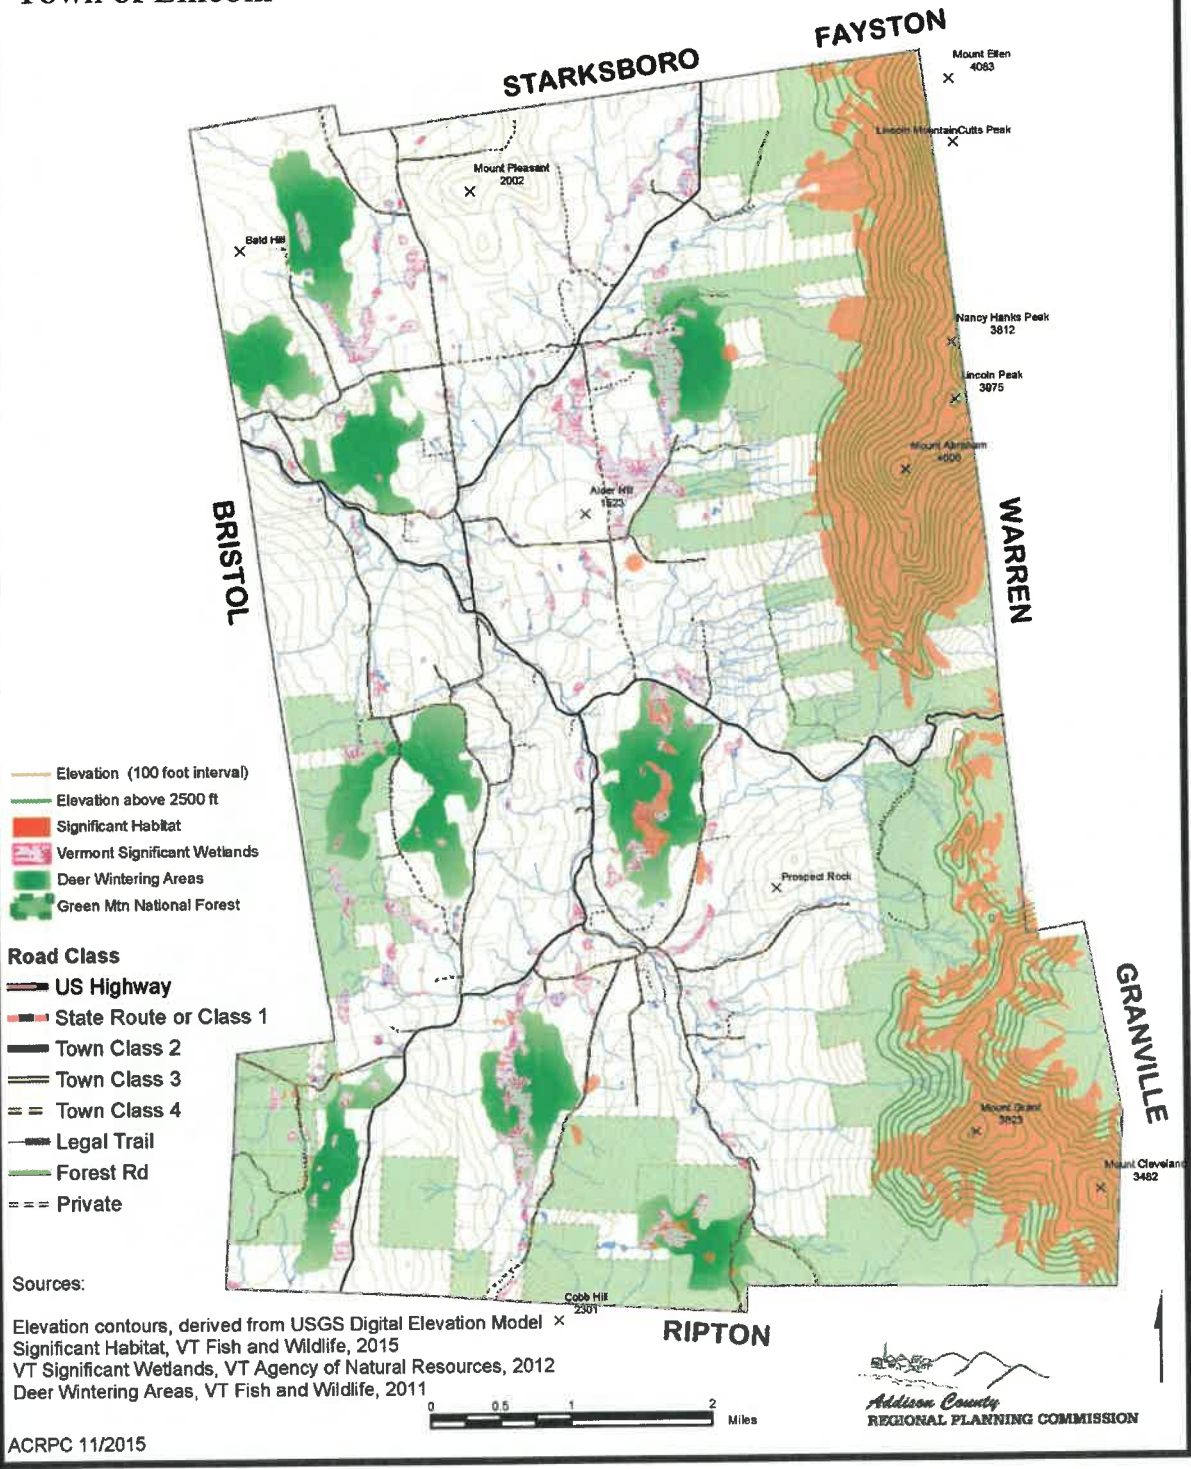 FAYSTON
STARKSBORO
Mount Ellen
4083
Lincoln Mountain Cutts Peak
Mount Pleasant
2002
Bald Hill
Nancy Hanks Peak
3812
Lincoln Peak
3975
Mount Abraham
4006
Alder Hill
1623
BRISTOL
WARREN
Elevation (100 foot interval)
Elevation above 2500 ft
Significant Habitat
Vermont Significant Wetlands
Deer Wintering Areas
Green Mtn National Forest
Prospect Rock
Road Class
US Highway
State Route or Class 1
Town Class 2
Town Class 3
Town Class 4
Legal Trail
Forest Rd
Private
GRANVILLE
Mount Grant
3623
Mount Cleveland
3482
Sources:
Cobb Hill
2301
Elevation contours, derived from USGS Digital Elevation Model
Significant Habitat, VT Fish and Wildlife, 2015
VT Significant Wetlands, VT Agency of Natural Resources, 2012
Deer Wintering Areas, VT Fish and Wildlife, 2011
RIPTON
0 0.5 1 2
Miles
Addison County
REGIONAL PLANNING COMMISSION
ACRPC 11/2015